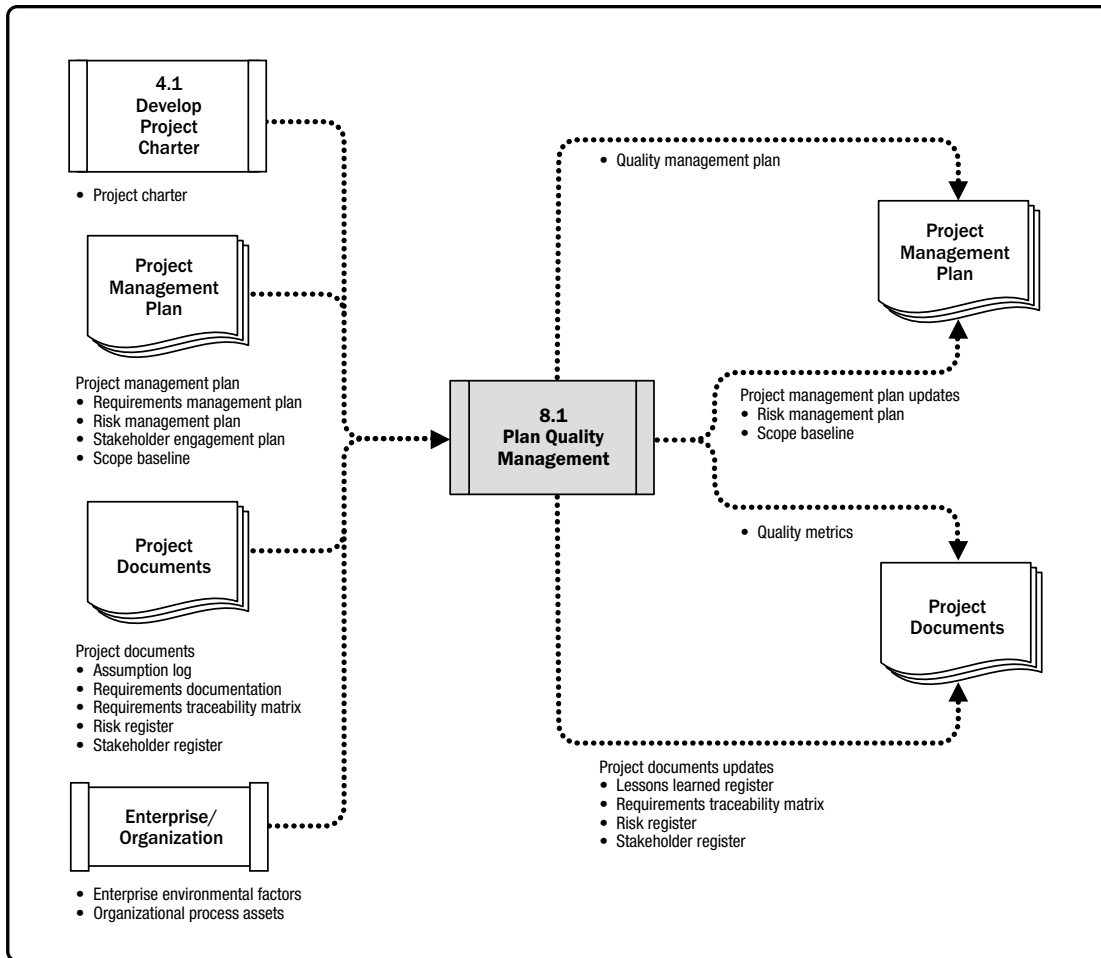 4.1
Develop
Project
Charter
• Project charter
Project
Management
Plan
Project management plan
• Requirements management plan
• Risk management plan
• Stakeholder engagement plan
• Scope baseline
Project
Documents
Project documents
• Assumption log
• Requirements documentation
• Requirements traceability matrix
• Risk register
• Stakeholder register
Enterprise/
Organization
• Enterprise environmental factors
• Organizational process assets
8.1
Plan Quality
Management
• Quality management plan
Project
Management
Plan
Project management plan updates
• Risk management plan
• Scope baseline
• Quality metrics
Project
Documents
Project documents updates
• Lessons learned register
• Requirements traceability matrix
• Risk register
• Stakeholder register